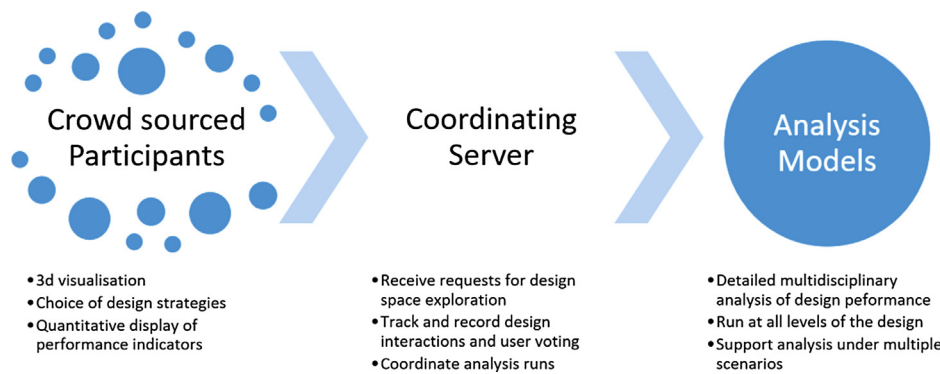 Crowd sourced
Participants
Coordinating
Server
Analysis
Models
•3d visualisation
•Choice of design strategies
•Quantitative display of
performance indicators
•Receive requests for design
space exploration
•Track and record design
interactions and user voting
•Coordinate analysis runs
•Detailed multidisciplinary
analysis of design peformance
•Run at all levels of the design
•Support analysis under multiple
scenarios